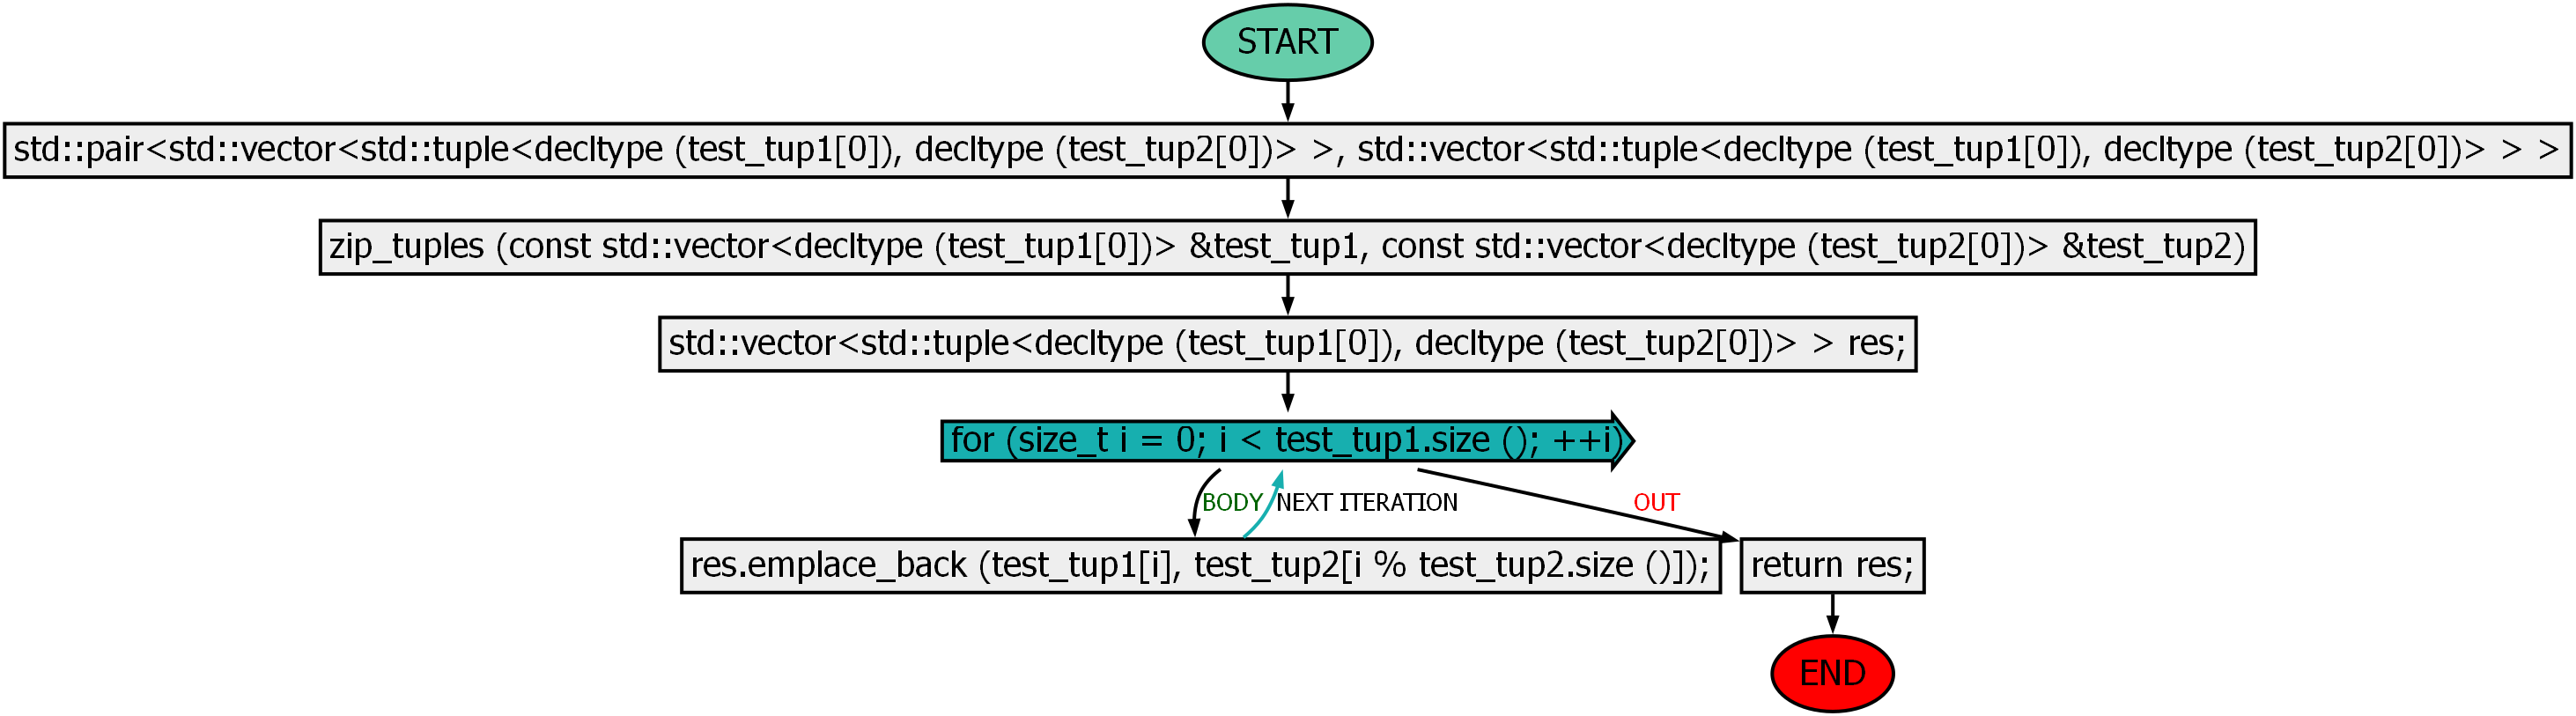 START
std::pair<std::vector<std::tuple<decltype (test_tup1[0]), decltype (test_tup2[0])> >, std::vector<std::tuple<decltype (test_tup1[0]), decltype (test_tup2[0])> > >
zip_tuples (const std::vector<decltype (test_tup1[0])> &test_tup1, const std::vector<decltype (test_tup2[0])> &test_tup2)
std::vector<std::tuple<decltype (test_tup1[0]), decltype (test_tup2[0])> > res;
for (size_t i = 0; i < test_tup1.size (); ++i)
BODY
NEXT ITERATION
OUT
res.emplace_back (test_tup1[i], test_tup2[i % test_tup2.size ()]);
return res;
END